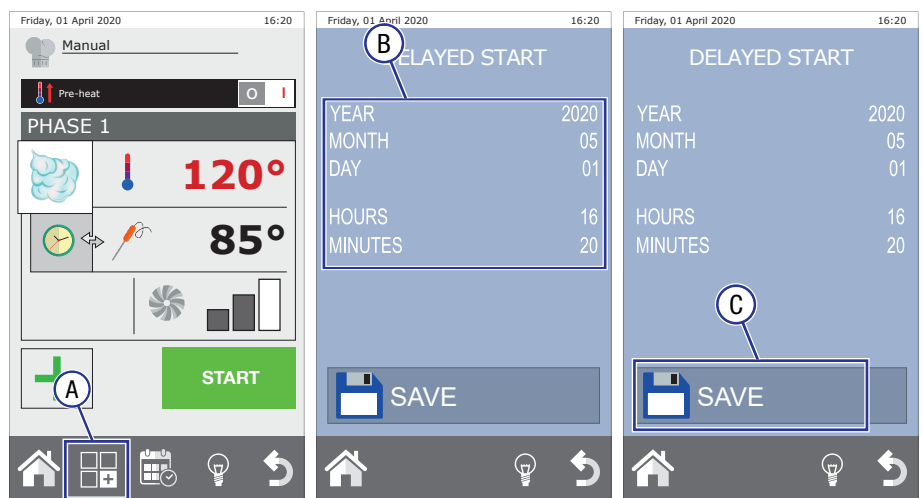 Friday, 01 April 2020 16:20
Manual
Pre-heat O I
PHASE 1
120°
85°
START
A
Friday, 01 April 2020 16:20
B
ELAYED START
YEAR 2020
MONTH 05
DAY 01
HOURS 16
MINUTES 20
SAVE
Friday, 01 April 2020 16:20
DELAYED START
YEAR 2020
MONTH 05
DAY 01
HOURS 16
MINUTES 20
C
SAVE